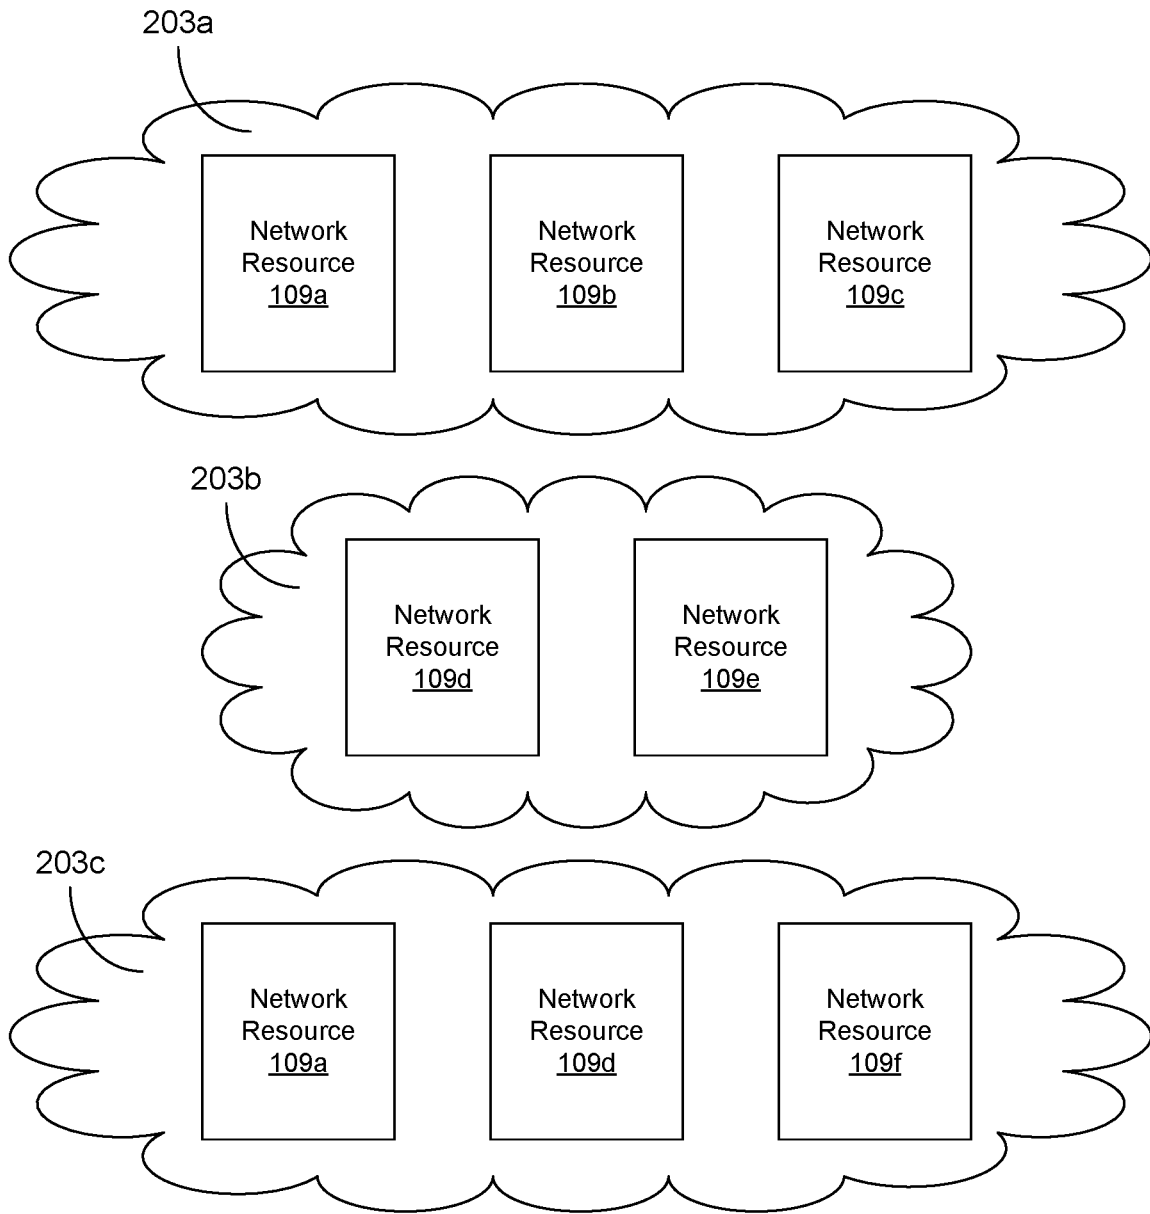 203a
Network Network Network
Resource Resource Resource
109a 109b 109c
203b
Network Network
Resource Resource
109d 109e
203c
Network Network Network
Resource Resource Resource
109a 109d 109f